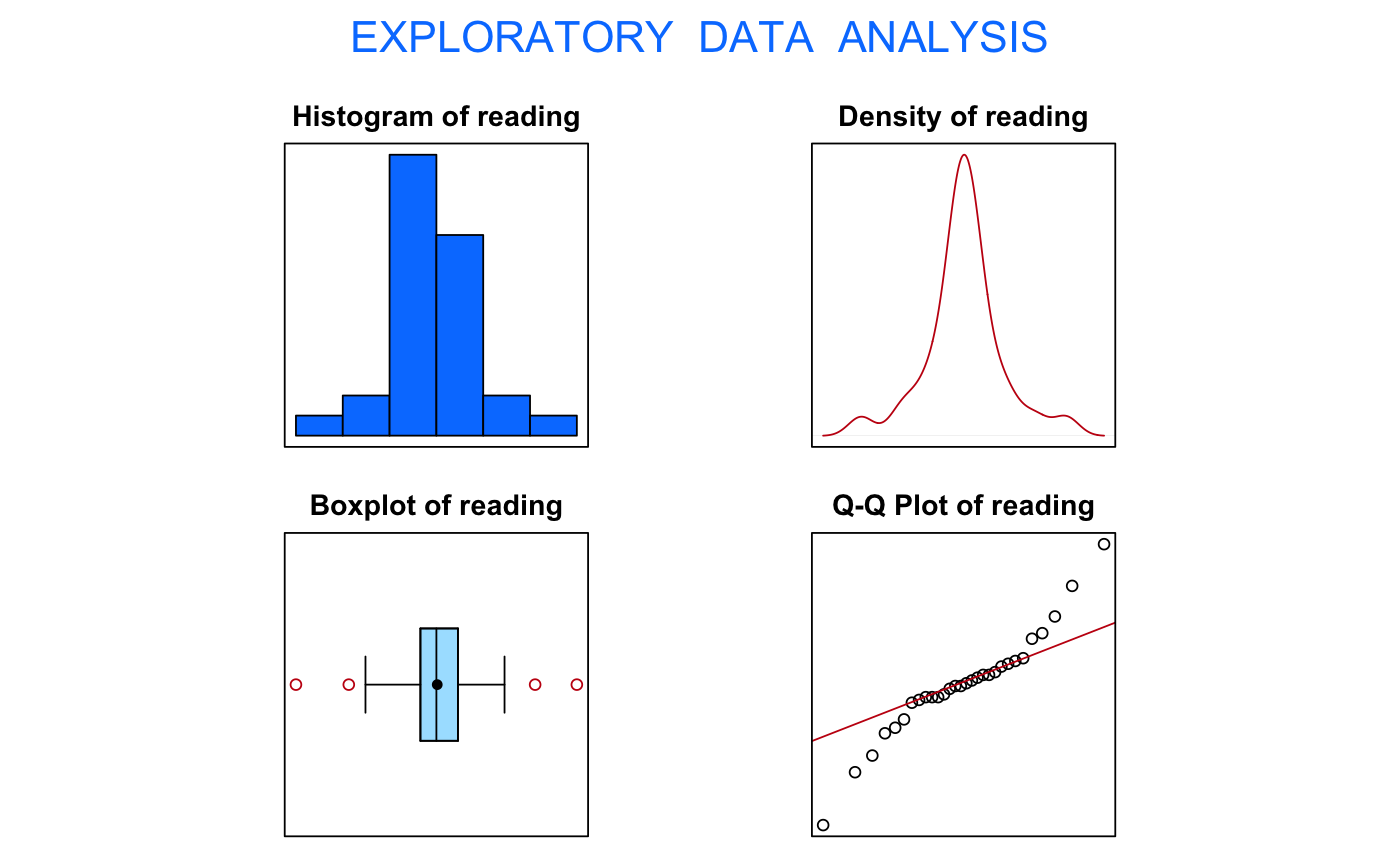 EXPLORATORY DATA ANALYSIS
Histogram of reading
Density of reading
Boxplot of reading
Q-Q Plot of reading